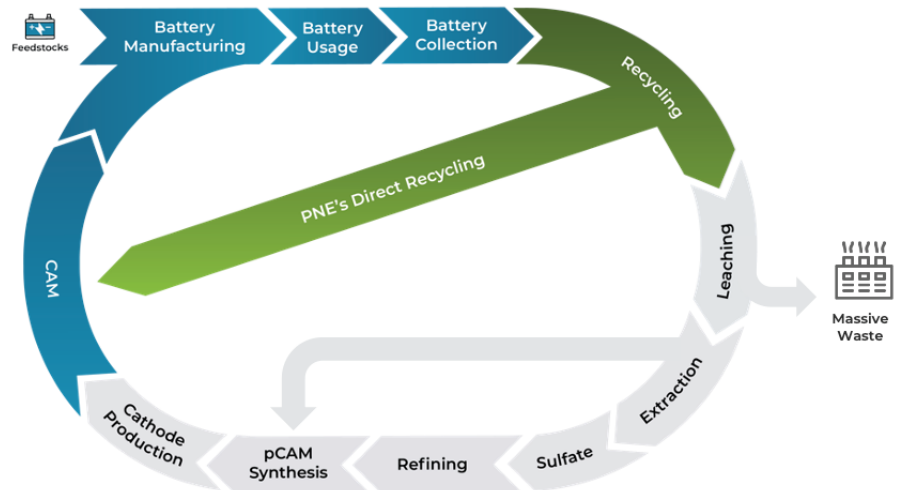 Feedstocks
Battery
Manufacturing
Battery
Usage
Battery
Collection
Recycling
PNE's Direct Recycling
CAM
Leaching
Massive
Waste
Extraction
Sulfate
Refining
pCAM
Synthesis
Cathode
Production